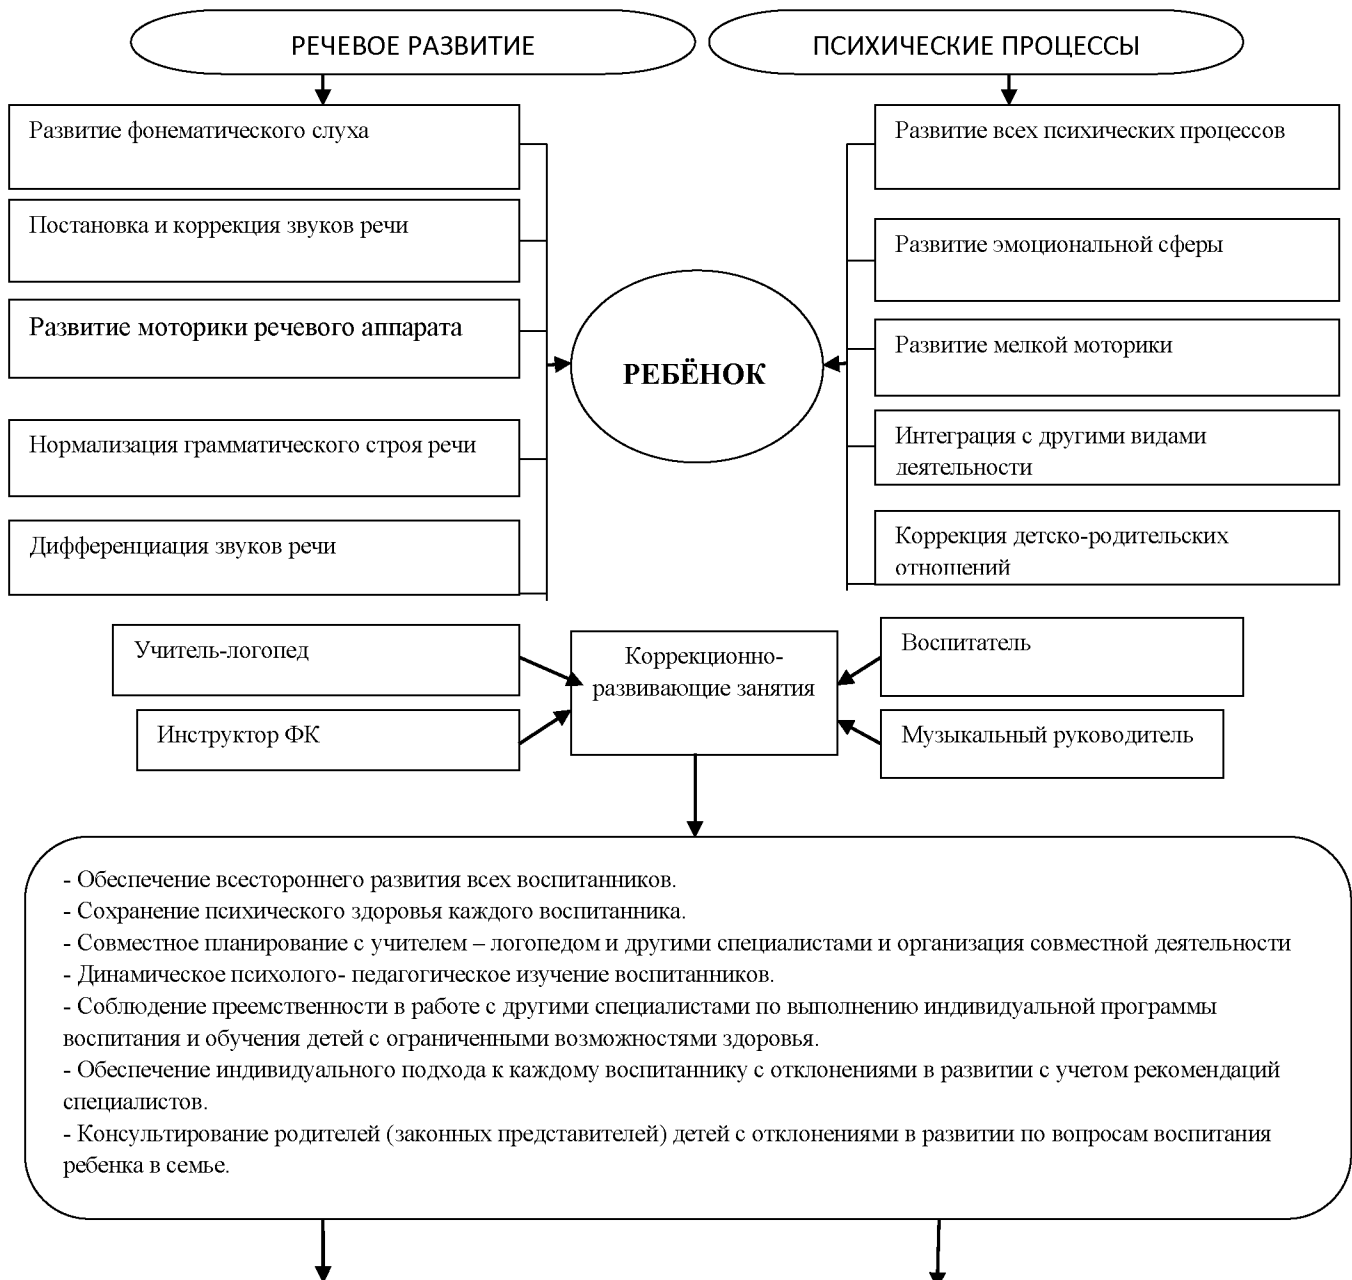 РЕЧЕВОЕ РАЗВИТИЕ
ПСИХИЧЕСКИЕ ПРОЦЕССЫ
Развитие фонематического слуха
Постановка и коррекция звуков речи
Развитие моторики речевого аппарата
Нормализация грамматического строя речи
Дифференциация звуков речи
РЕБЁНОК
Развитие всех психических процессов
Развитие эмоциональной сферы
Развитие мелкой моторики
Интеграция с другими видами
деятельности
Коррекция детско-родительских
отношений
Учитель-логопед
Инструктор ФК
Коррекционно-
развивающие занятия
Воспитатель
Музыкальный руководитель
- Обеспечение всестороннего развития всех воспитанников.
- Сохранение психического здоровья каждого воспитанника.
- Совместное планирование с учителем – логопедом и другими специалистами и организация совместной деятельности
- Динамическое психолого- педагогическое изучение воспитанников.
- Соблюдение преемственности в работе с другими специалистами по выполнению индивидуальной программы
воспитания и обучения детей с ограниченными возможностями здоровья.
- Обеспечение индивидуального подхода к каждому воспитаннику с отклонениями в развитии с учетом рекомендаций
специалистов.
- Консультирование родителей (законных представителей) детей с отклонениями в развитии по вопросам воспитания
ребенка в семье.